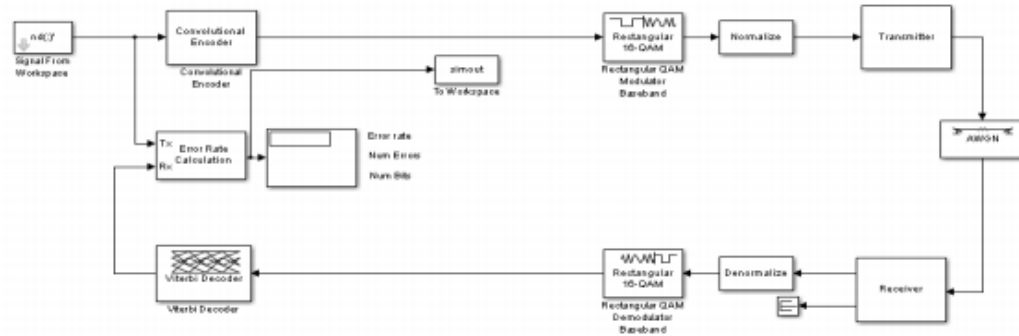 nd(:)'
Signal From
Workspace
Convolutional
Encoder
Convolutional
Encoder
simout
To Workspace
Rectangular
16-QAM
Rectangular QAM
Modulator
Baseband
Normalize
Transmitter
AWGN
Tx
Rx
Error Rate
Calculation
Error rate
Num Errors
Num Bits
Viterbi Decoder
Viterbi Decoder
Rectangular
16-QAM
Rectangular QAM
Demodulator
Baseband
Denormalize
Receiver